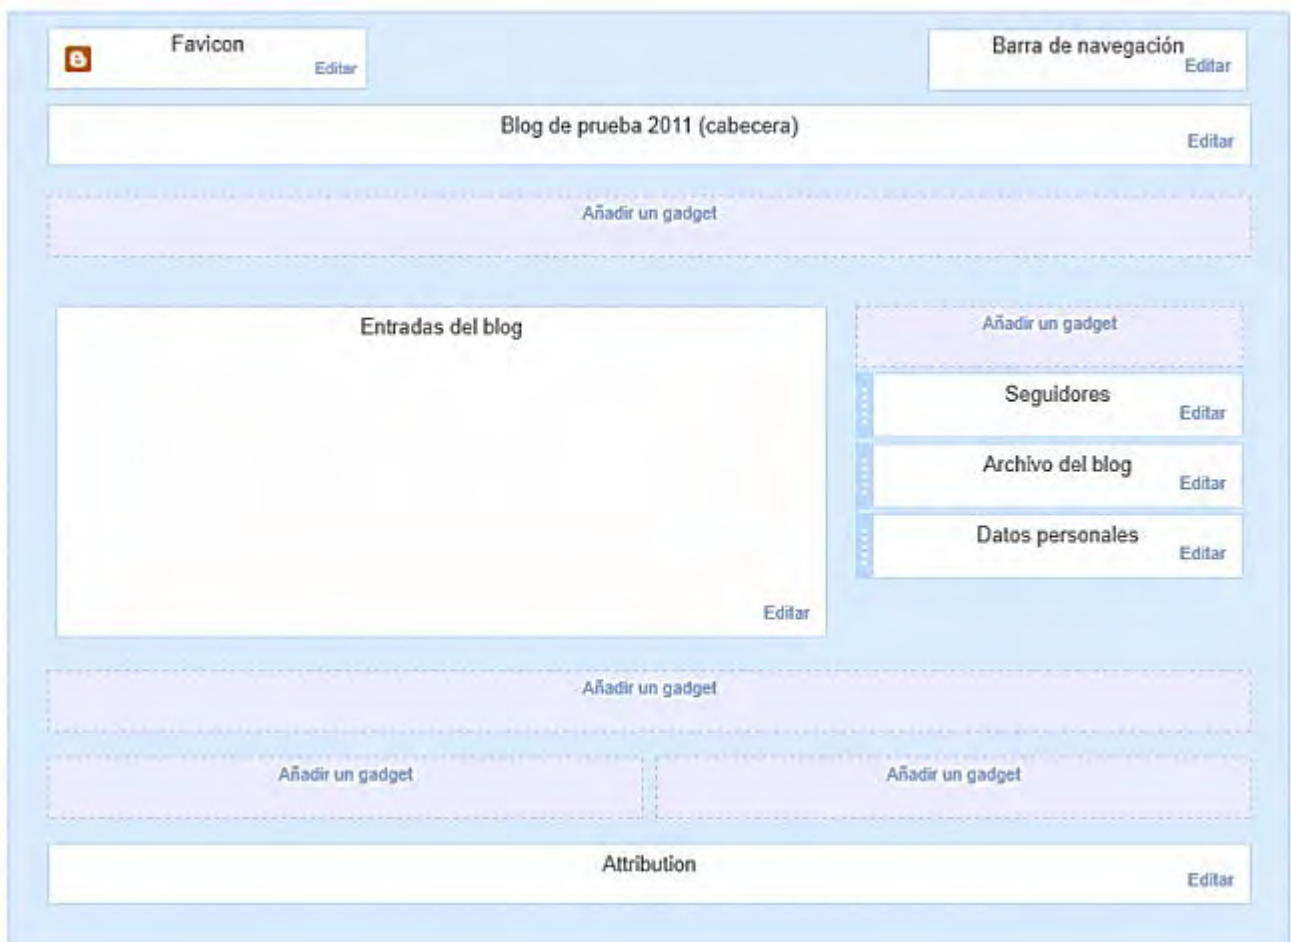 Favicon
Editar
Barra de navegación
Editar
Blog de prueba 2011 (cabecera)
Editar
Añadir un gadget
Entradas del blog
Editar
Añadir un gadget
Seguidores
Editar
Archivo del blog
Editar
Datos personales
Editar
Añadir un gadget
Añadir un gadget
Añadir un gadget
Attribution
Editar